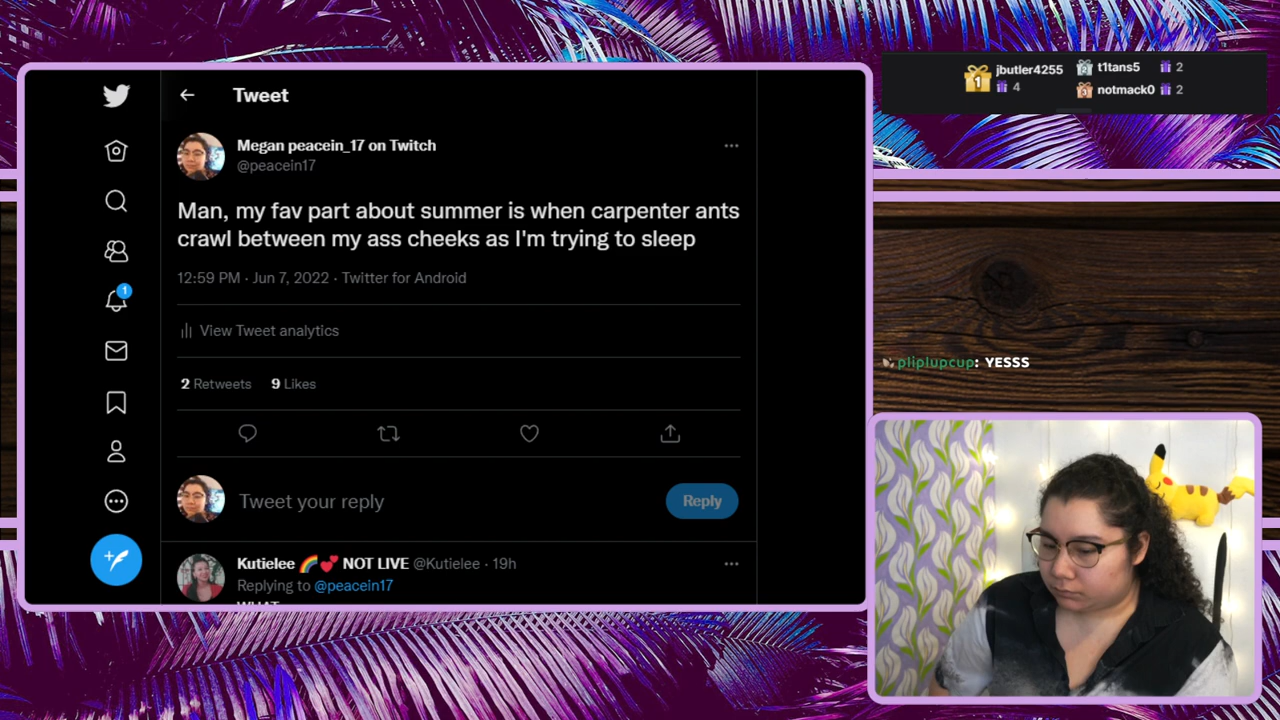 Tweet
Megan peacein_17 on Twitch
@peacein17
Man, my fav part about summer is when carpenter ants
crawl between my ass cheeks as I'm trying to sleep
12:59 PM · Jun 7, 2022 · Twitter for Android
View Tweet analytics
2 Retweets 9 Likes
Tweet your reply
Reply
Kutielee 🌈💕 NOT LIVE @Kutielee · 19h
Replying to @peacein17
WHAT
1
jbutler4255
4
1
t1tans5 2
notmack0 2
pliplupcup: YESSS